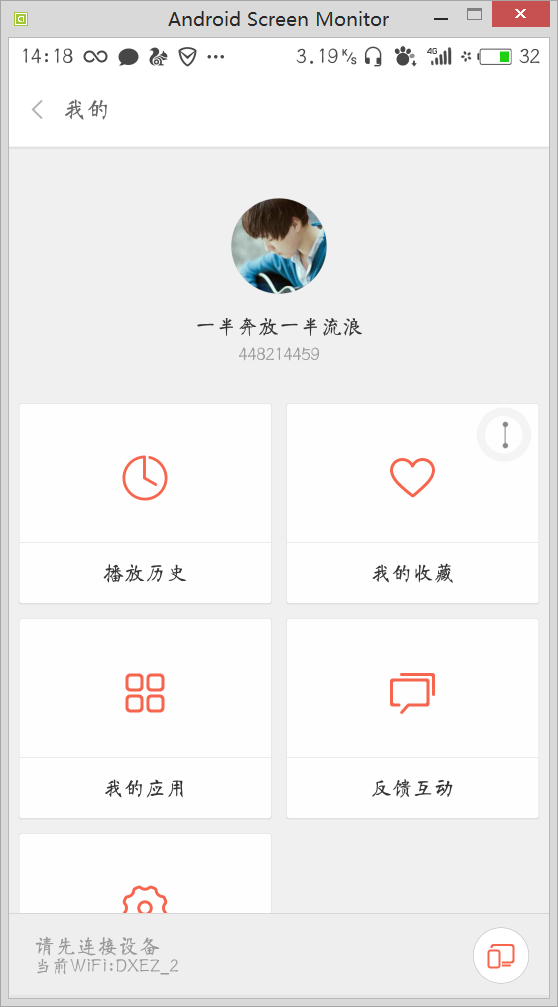 Android Screen Monitor
14:18 ... 3.19K/s 4G 32
我的
一半奔放一半流浪
448214459
播放历史
我的收藏
我的应用
反馈互动
请先连接设备
当前WiFi:DXEZ_2